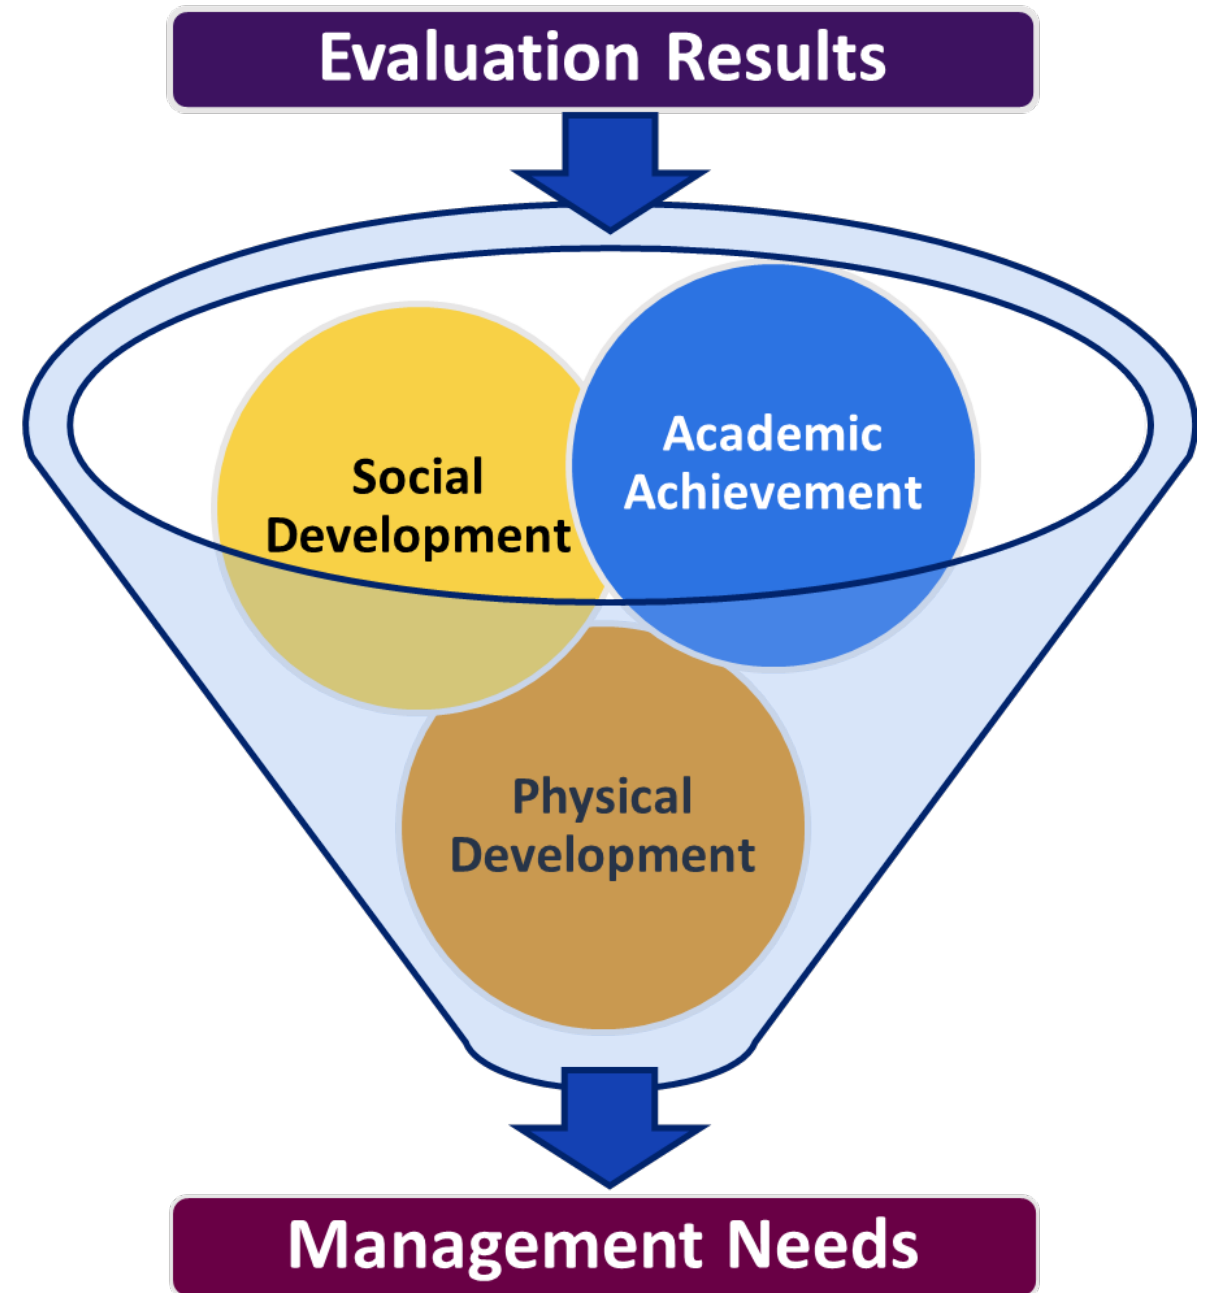 Evaluation Results
Academic
Achievement
Social
Development
Physical
Development
Management Needs